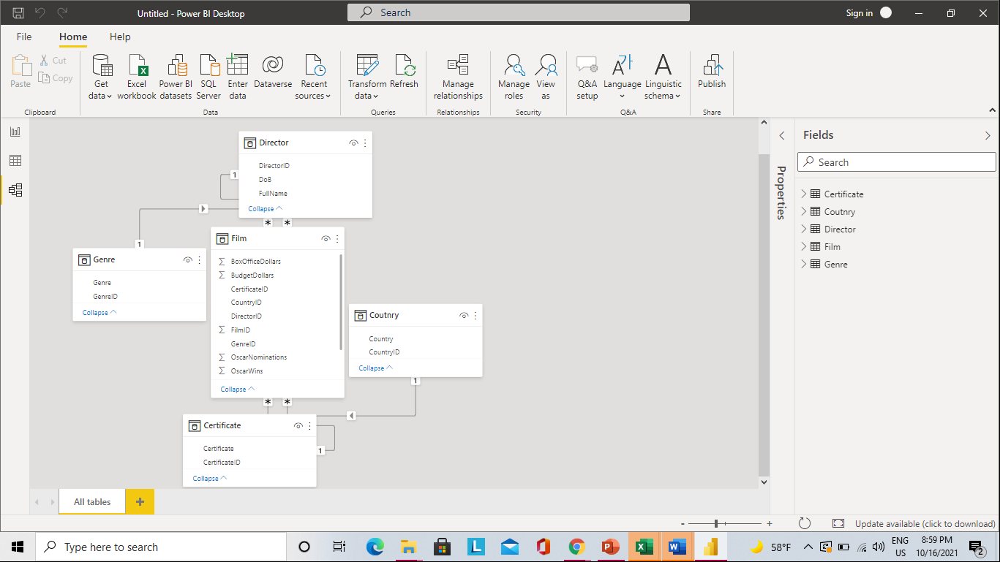 Untitled - Power BI Desktop
Search
Sign in
File
Home
Help
Paste
Cut
Copy
Clipboard
Get data
Excel workbook
Power BI datasets
SQL Server
Enter data
Dataverse
Recent sources
Data
Transform data
Refresh
Queries
Manage relationships
Relationships
Manage roles
View as
Security
Q&A setup
Language
Linguistic schema
Q&A
Publish
Share
Director
DirectorID
DoB
FullName
Collapse
1
1
* *
Film
BoxOfficeDollars
BudgetDollars
CertificateID
CountryID
DirectorID
FilmID
GenreID
OscarNominations
OscarWins
Collapse
* *
Genre
Genre
GenreID
Collapse
Coutnry
Country
CountryID
Collapse
1
Certificate
Certificate
CertificateID
Collapse
1
Properties
Fields
Search
Certificate
Coutnry
Director
Film
Genre
All tables
+
- +
Update available (click to download)
Type here to search
L
P
X
W
58°F
ENG
US
8:59 PM
10/16/2021
2